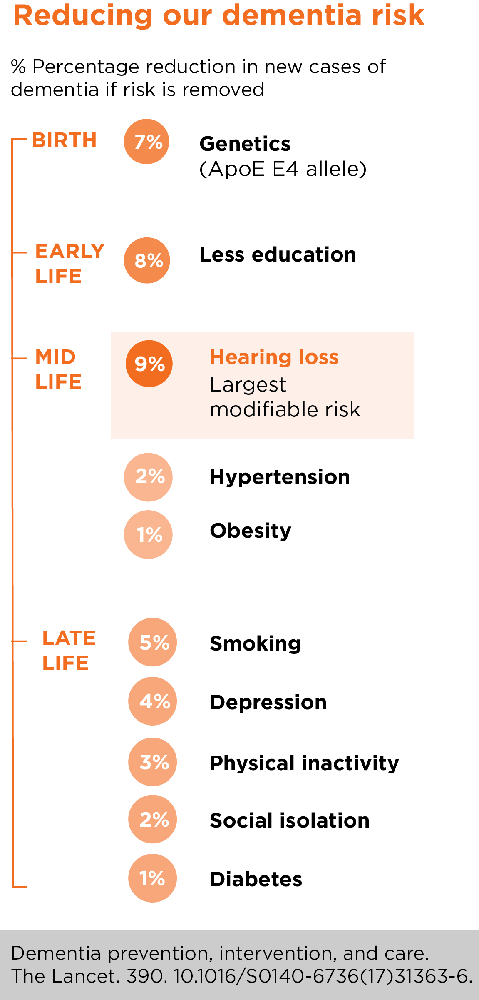 Reducing our dementia risk
% Percentage reduction in new cases of
dementia if risk is removed
BIRTH
7%
Genetics
(ApoE E4 allele)
EARLY
LIFE
8%
Less education
MID
LIFE
9%
Hearing loss
Largest
modifiable risk
2%
Hypertension
1%
Obesity
LATE
LIFE
5%
Smoking
4%
Depression
3%
Physical inactivity
2%
Social isolation
1%
Diabetes
Dementia prevention, intervention, and care.
The Lancet. 390. 10.1016/S0140-6736(17)31363-6.